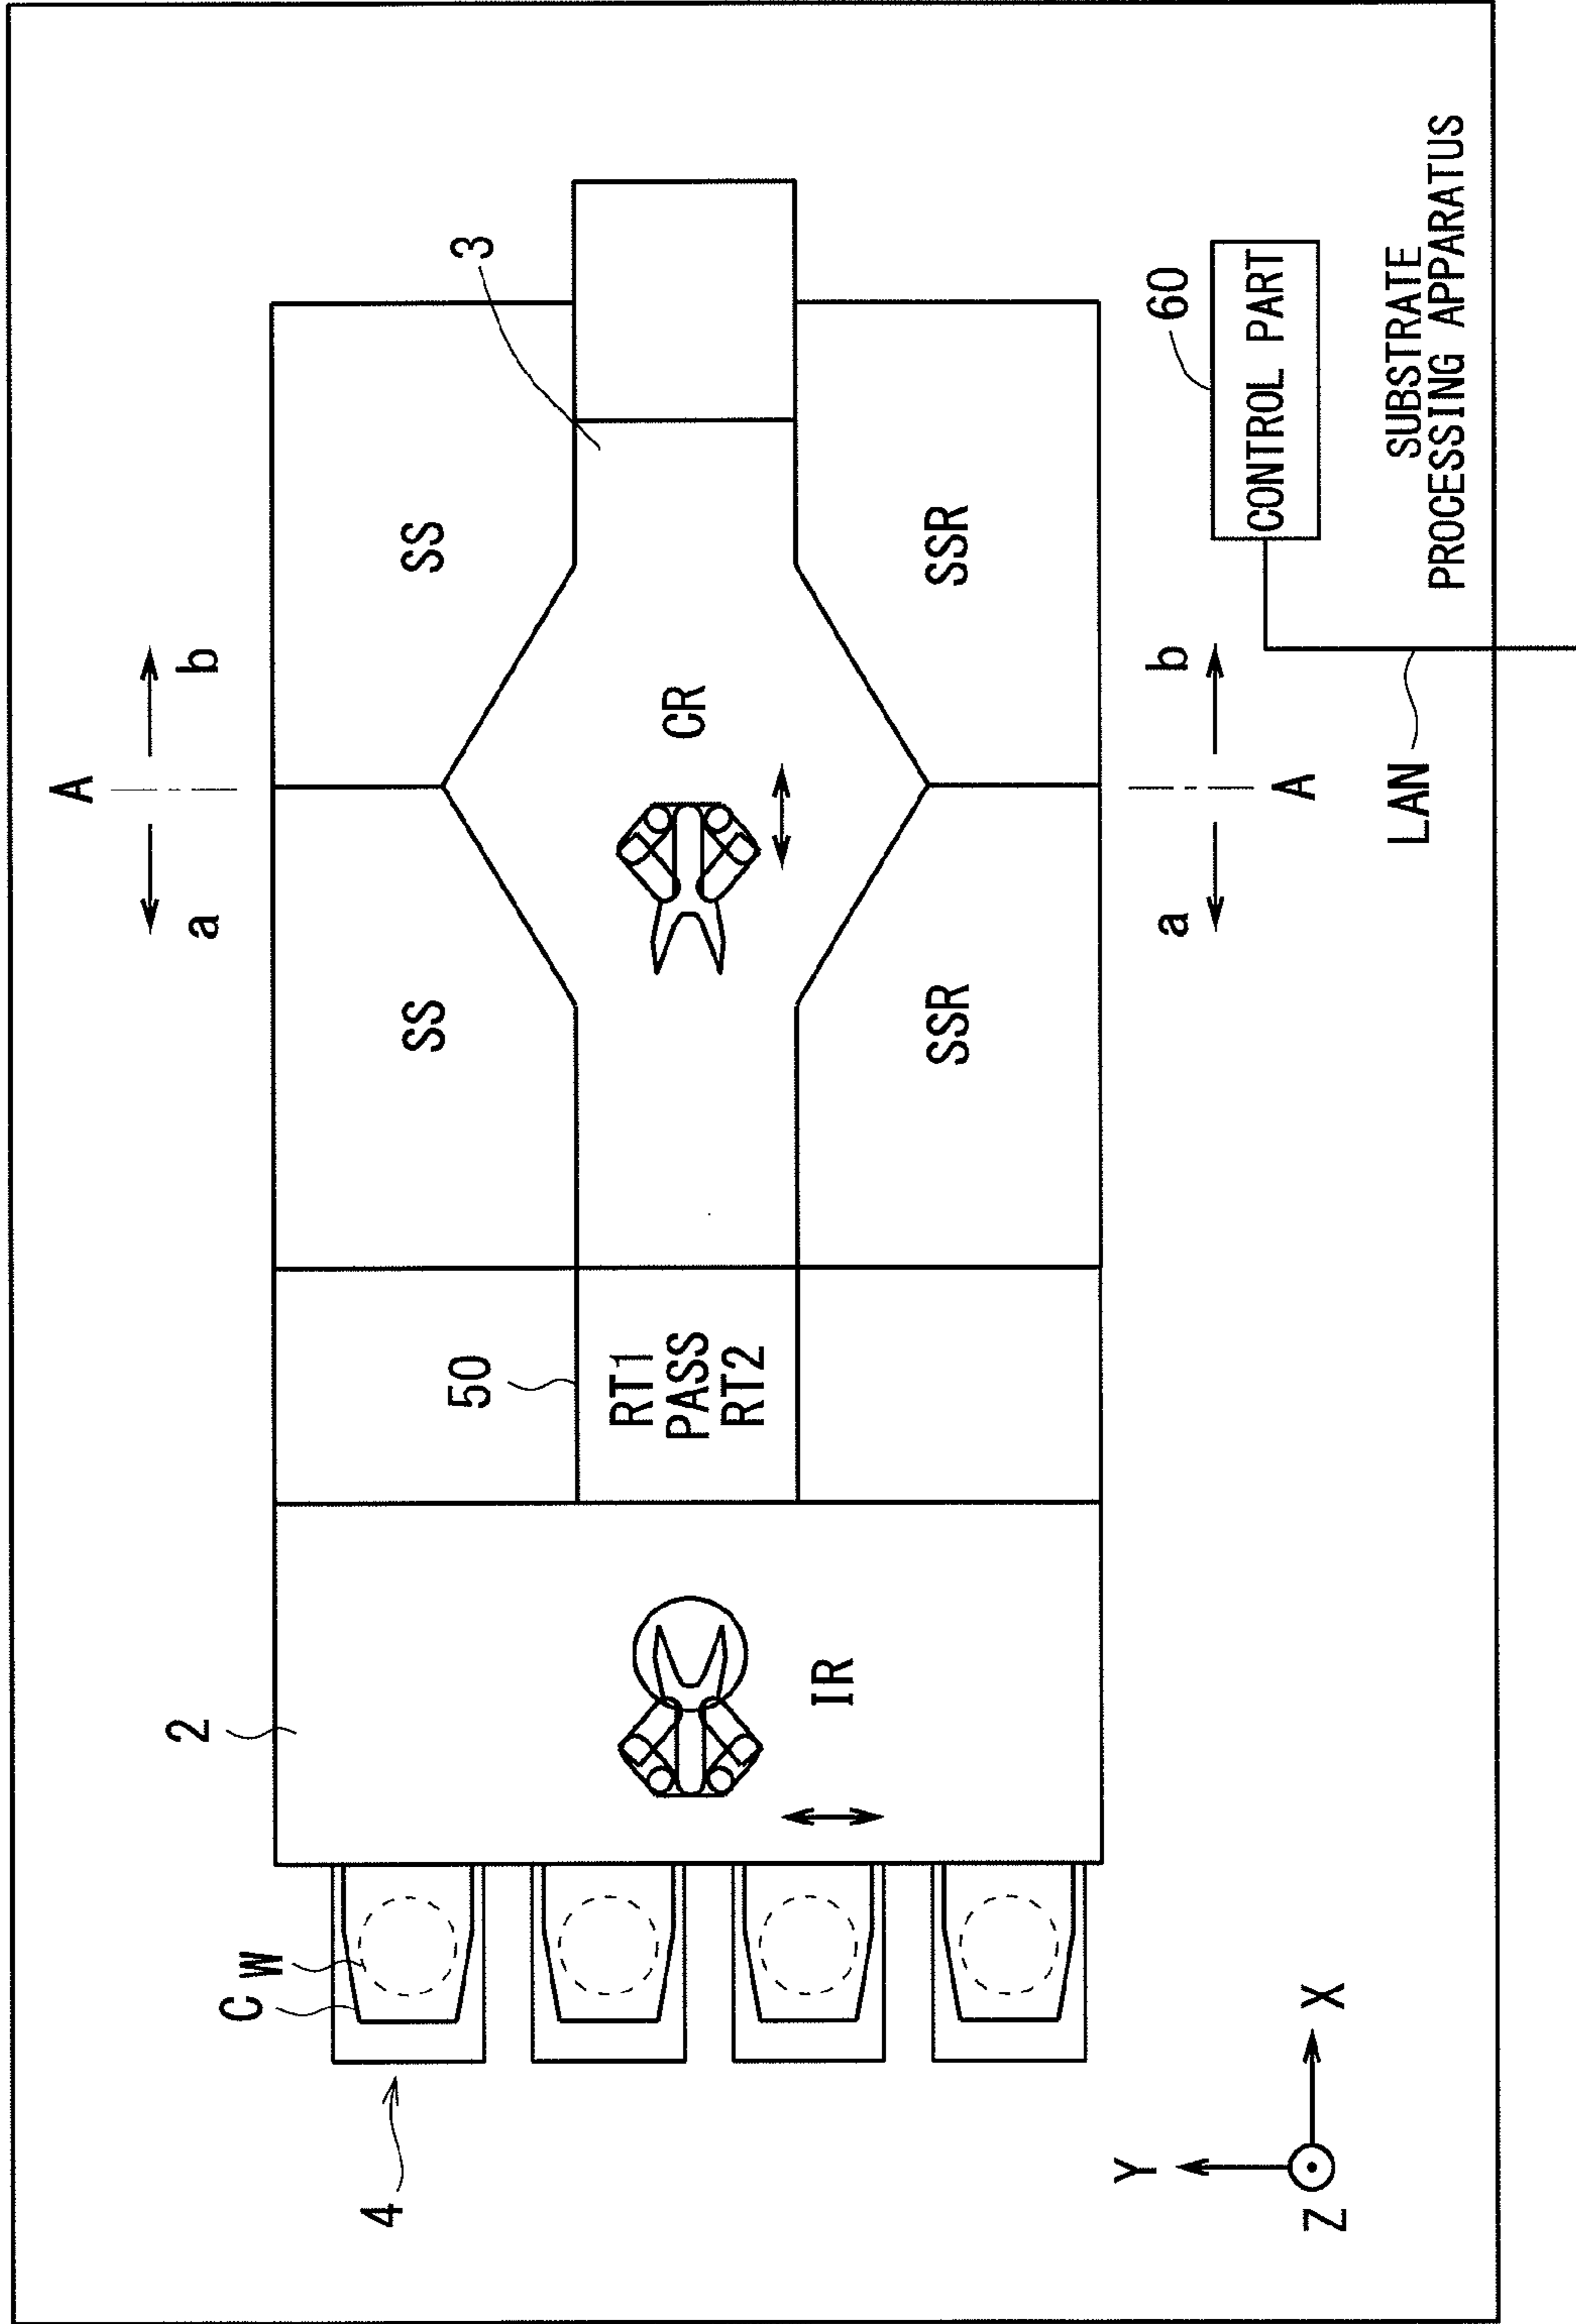 A
a
b
2
C
W
4
SS
SS
50
3
RT1
PASS
RT2
CR
IR
SSR
SSR
Y
a
b
60
CONTROL PART
A
Z
X
LAN
SUBSTRATE
PROCESSING APPARATUS